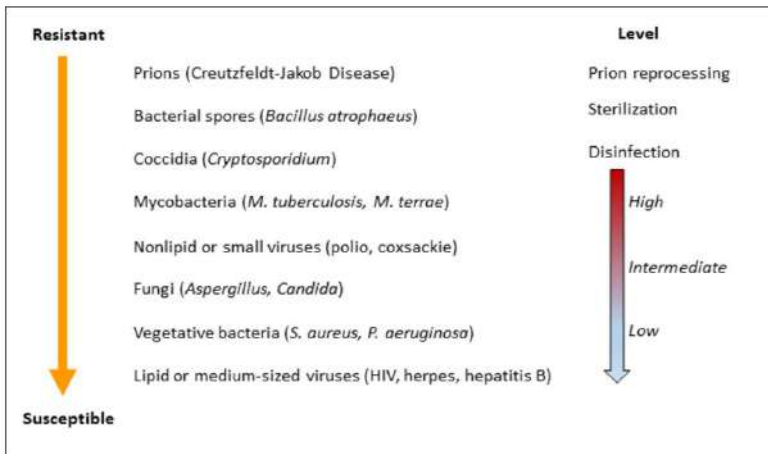 Resistant
Level
Prions (Creutzfeldt-Jakob Disease)
Prion reprocessing
Bacterial spores (Bacillus atrophaeus)
Sterilization
Coccidia (Cryptosporidium)
Disinfection
Mycobacteria (M. tuberculosis, M. terrae)
High
Nonlipid or small viruses (polio, coxsackie)
Intermediate
Fungi (Aspergillus, Candida)
Vegetative bacteria (S. aureus, P. aeruginosa)
Low
Lipid or medium-sized viruses (HIV, herpes, hepatitis B)
Susceptible